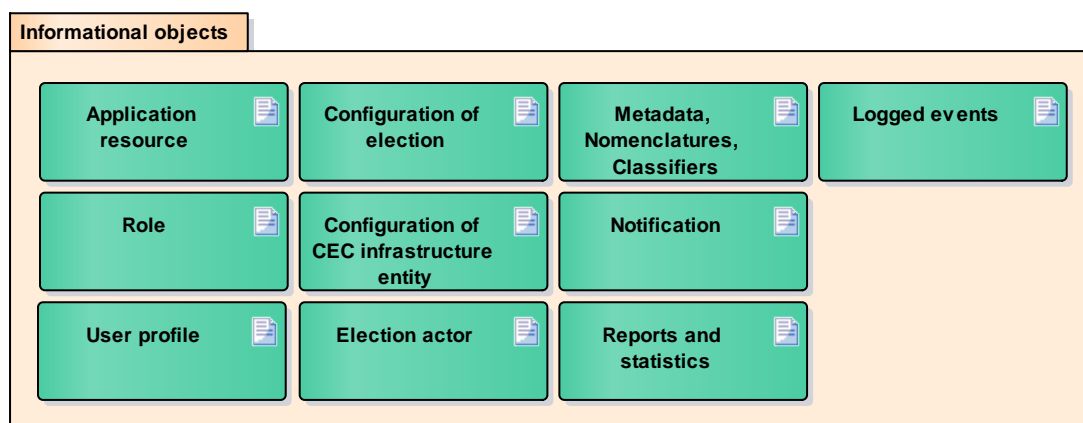 Informational objects
Application
resource
Configuration of
election
Metadada,
Nomenclatures,
Classifiers
Logged events
Role
Configuration of
CEC infrastructure
entity
Notification
User profile
Election actor
Reports and
statistics